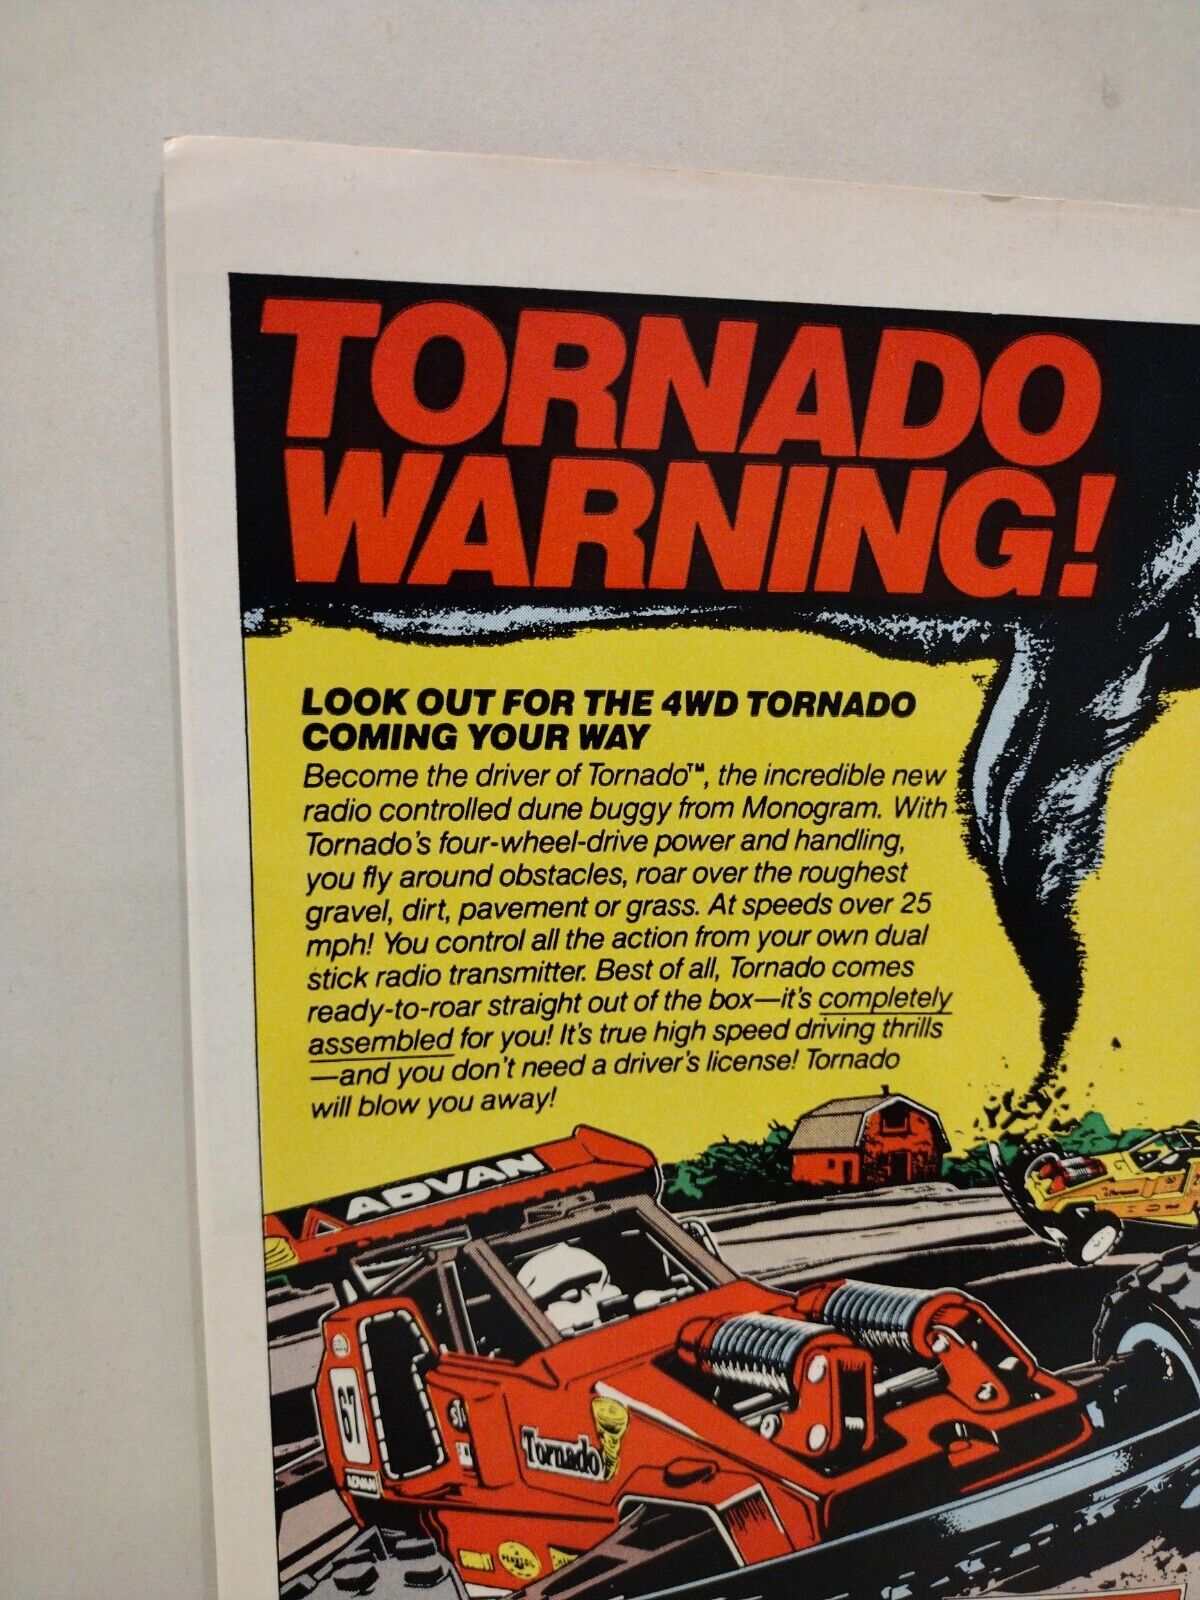 TORNADO
WARNING!
LOOK OUT FOR THE 4WD TORNADO
COMING YOUR WAY
Become the driver of Tornado™, the incredible new
radio controlled dune buggy from Monogram. With
Tornado's four-wheel-drive power and handling,
you fly around obstacles, roar over the roughest
gravel, dirt, pavement or grass. At speeds over 25
mph! You control all the action from your own dual
stick radio transmitter. Best of all, Tornado comes
ready-to-roar straight out of the box—it's completely
assembled for you! It's true high speed driving thrills
—and you don't need a driver's license! Tornado
will blow you away!
ADVAN
67
ADVAN
Tornado
PENNZOIL